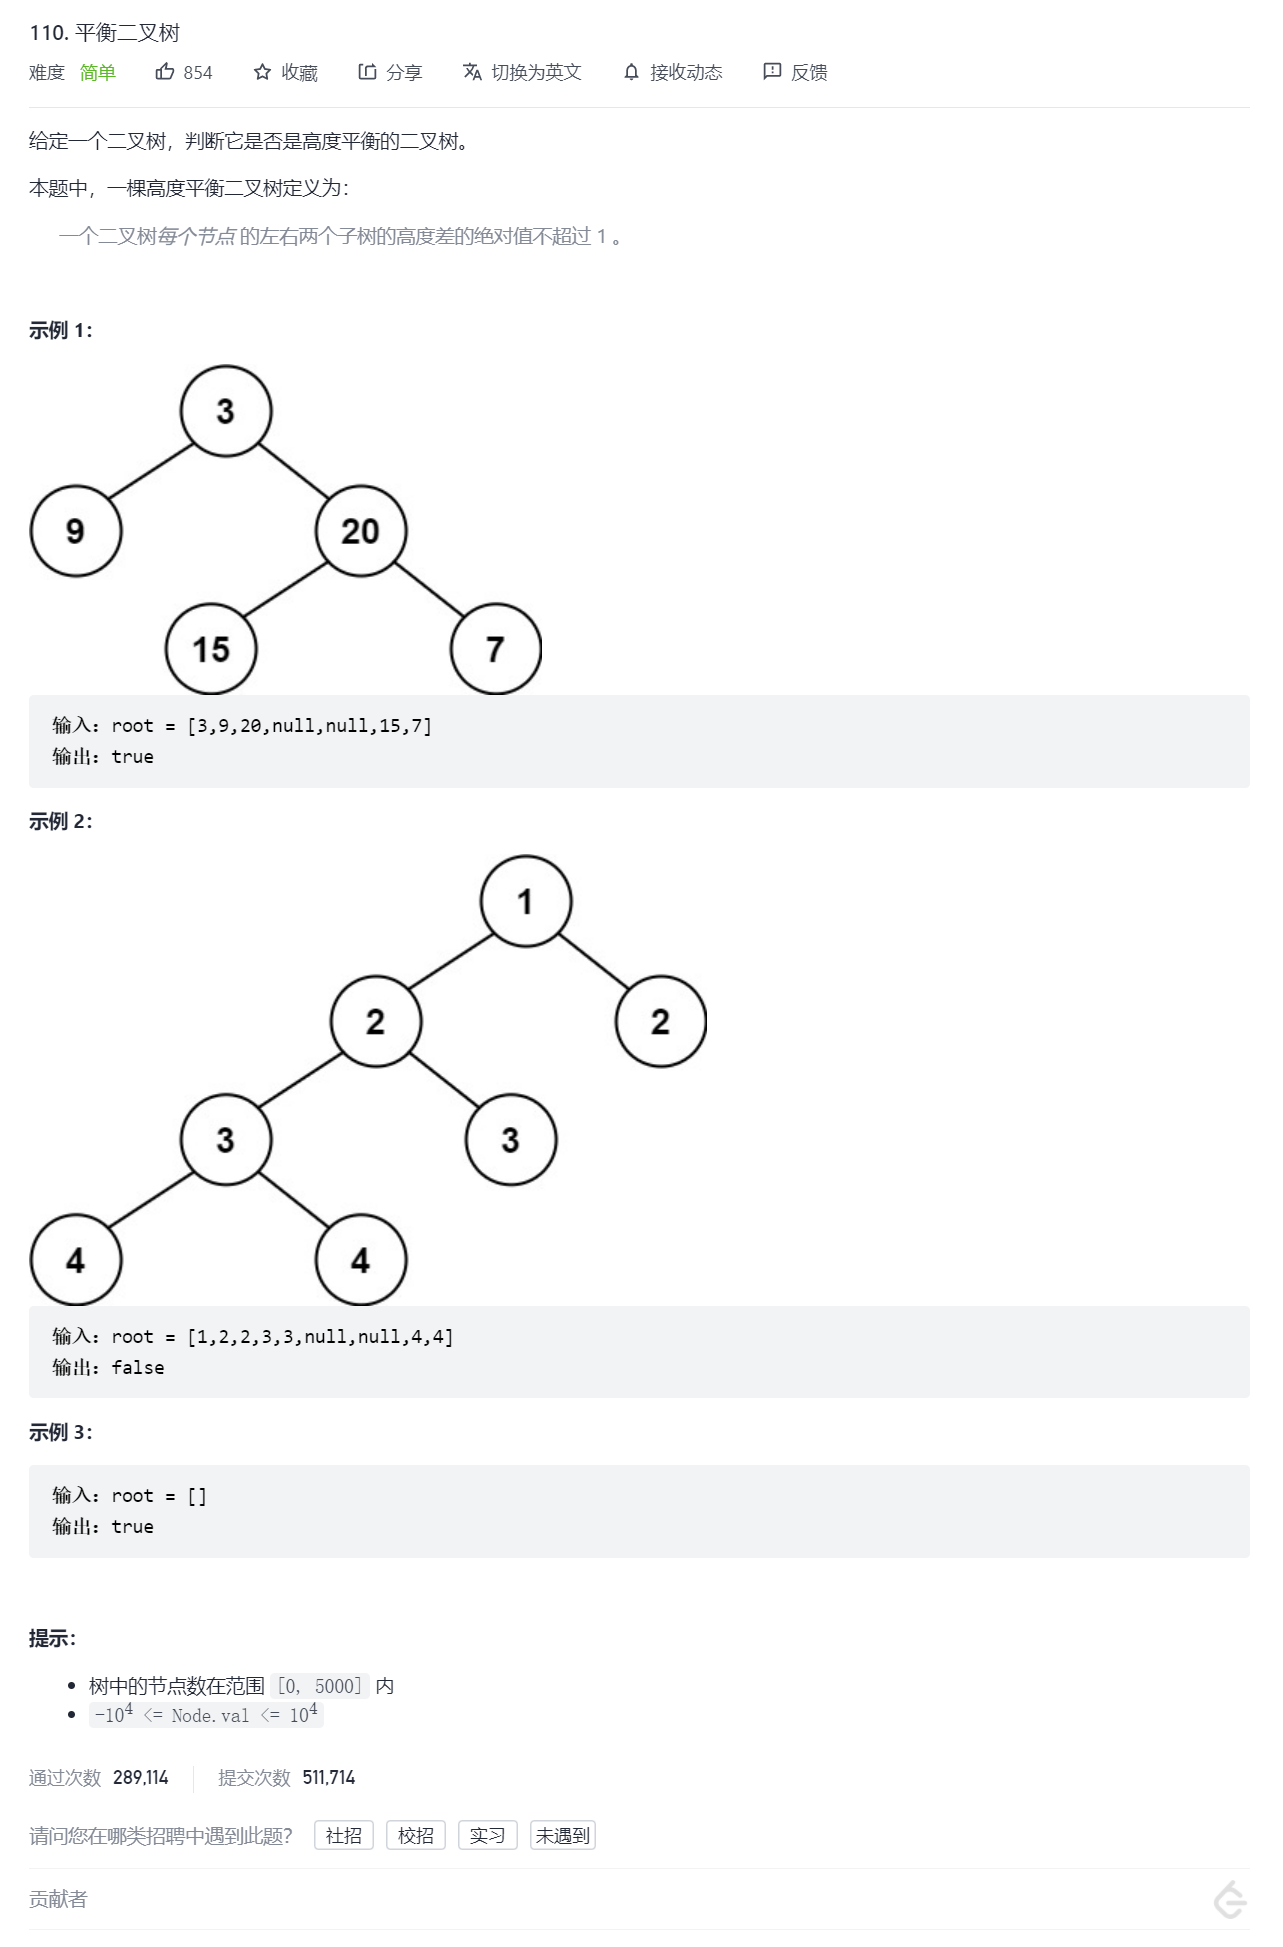 110. 平衡二叉树
难度 简单 854 收藏 分享 切换为英文 接收动态 反馈
给定一个二叉树，判断它是否是高度平衡的二叉树。
本题中，一棵高度平衡二叉树定义为：
一个二叉树每个节点 的左右两个子树的高度差的绝对值不超过 1 。
示例 1：
3
9 20
15 7
输入：root = [3,9,20,null,null,15,7]
输出：true
示例 2：
1
2 2
3 3
4 4
输入：root = [1,2,2,3,3,null,null,4,4]
输出：false
示例 3：
输入：root = []
输出：true
提示：
• 树中的节点数在范围 [0, 5000] 内
• -10⁴ <= Node.val <= 10⁴
通过次数 289,114 提交次数 511,714
请问您在哪类招聘中遇到此题？ 社招 校招 实习 未遇到
贡献者